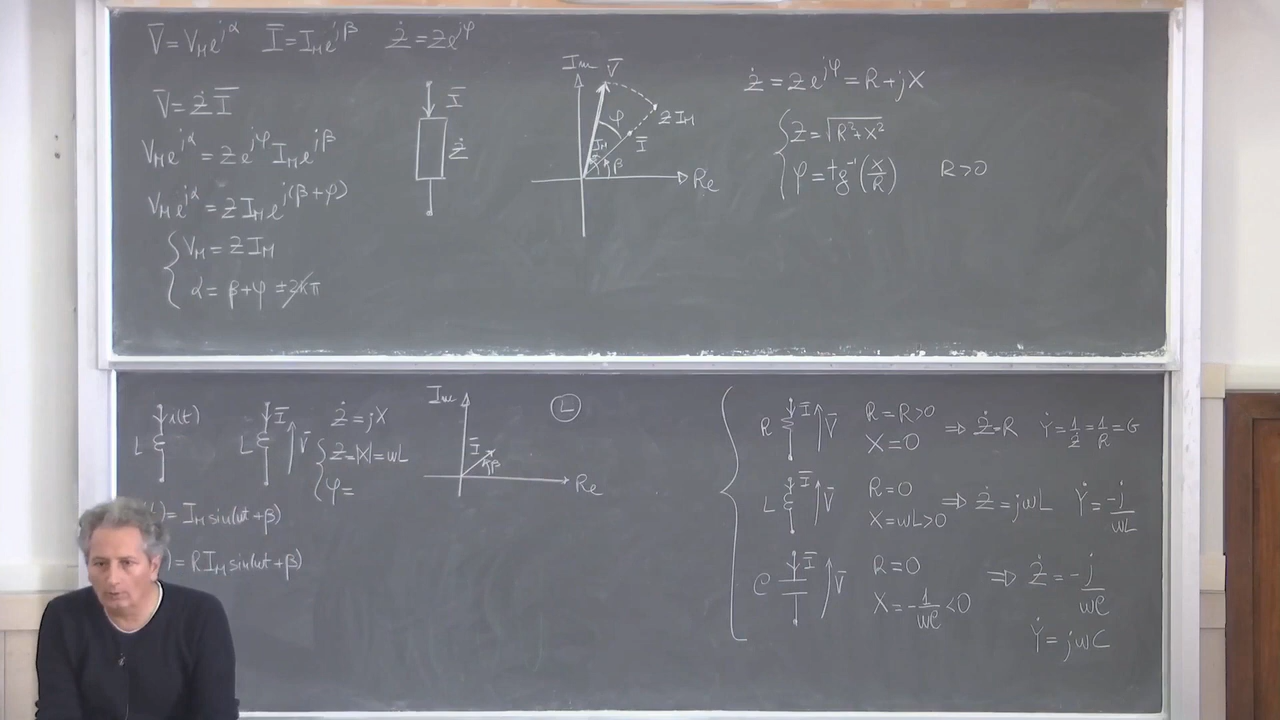 V̅ = V_M e^{jα}   I̅ = I_M e^{jβ}   Ż = Z e^{jφ}
V̅ = Ż I̅
V_M e^{jα} = Z e^{jφ} I_M e^{jβ}
V_M e^{jα} = Z I_M e^{j(β+φ)}
V_M = Z I_M
α = β + φ ± 2kπ
I̅
Ż
Im V̅
φ
Z I_M
I_M I̅
β
Re
Ż = Z e^{jφ} = R + jX
Z = √(R²+X²)
φ = tg⁻¹(X/R)   R > 0
L i(t)
L I̅ V̅
Ż = jX
Z = |X| = ωL
φ =
Im
I̅
β
Re
L
) = I_M sin(ωt + β)
) = R I_M sin(ωt + β)
R I̅ V̅   R = R > 0   ⇒ Ż = R   Ẏ = 1/Ż = 1/R = G
X = 0
L I̅ V̅   R = 0   ⇒ Ż = jωL   Ẏ = -j/ωL
X = ωL > 0
C I̅ V̅   R = 0   ⇒ Ż = -j/ωC
X = -1/ωC < 0
Ẏ = jωC